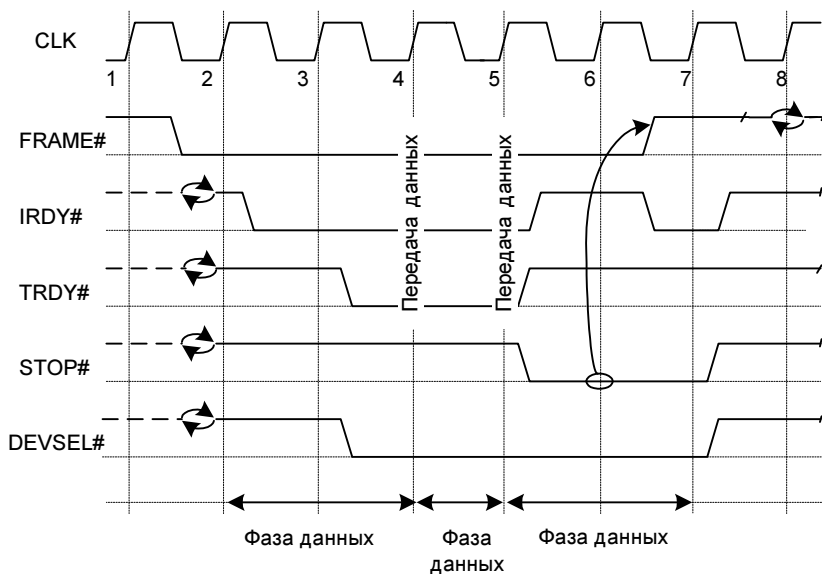 CLK
1 2 3 4 5 6 7 8
FRAME#
IRDY#
TRDY#
STOP#
DEVSEL#
Передача данных
Передача данных
Фаза данных
Фаза
данных
Фаза данных